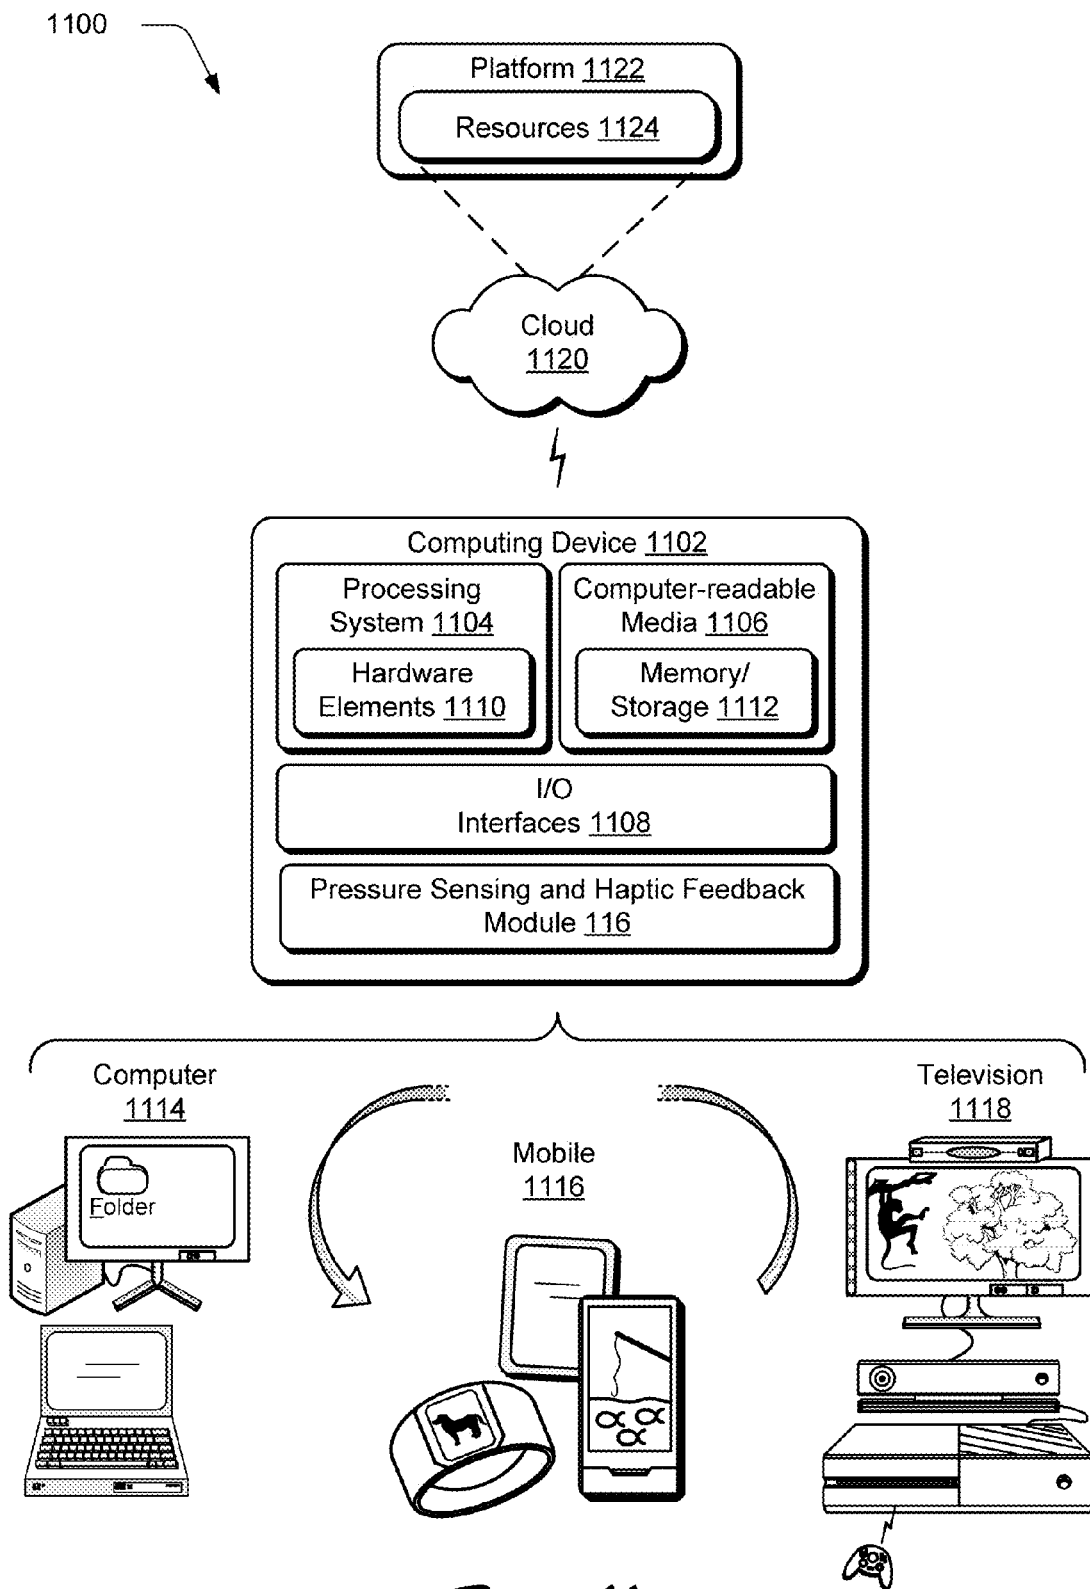 1100
Platform 1122
Resources 1124
Cloud
1120
Computing Device 1102
Processing
System 1104
Hardware
Elements 1110
Computer-readable
Media 1106
Memory/
Storage 1112
I/O
Interfaces 1108
Pressure Sensing and Haptic Feedback
Module 116
Computer
1114
Folder
Mobile
1116
Television
1118